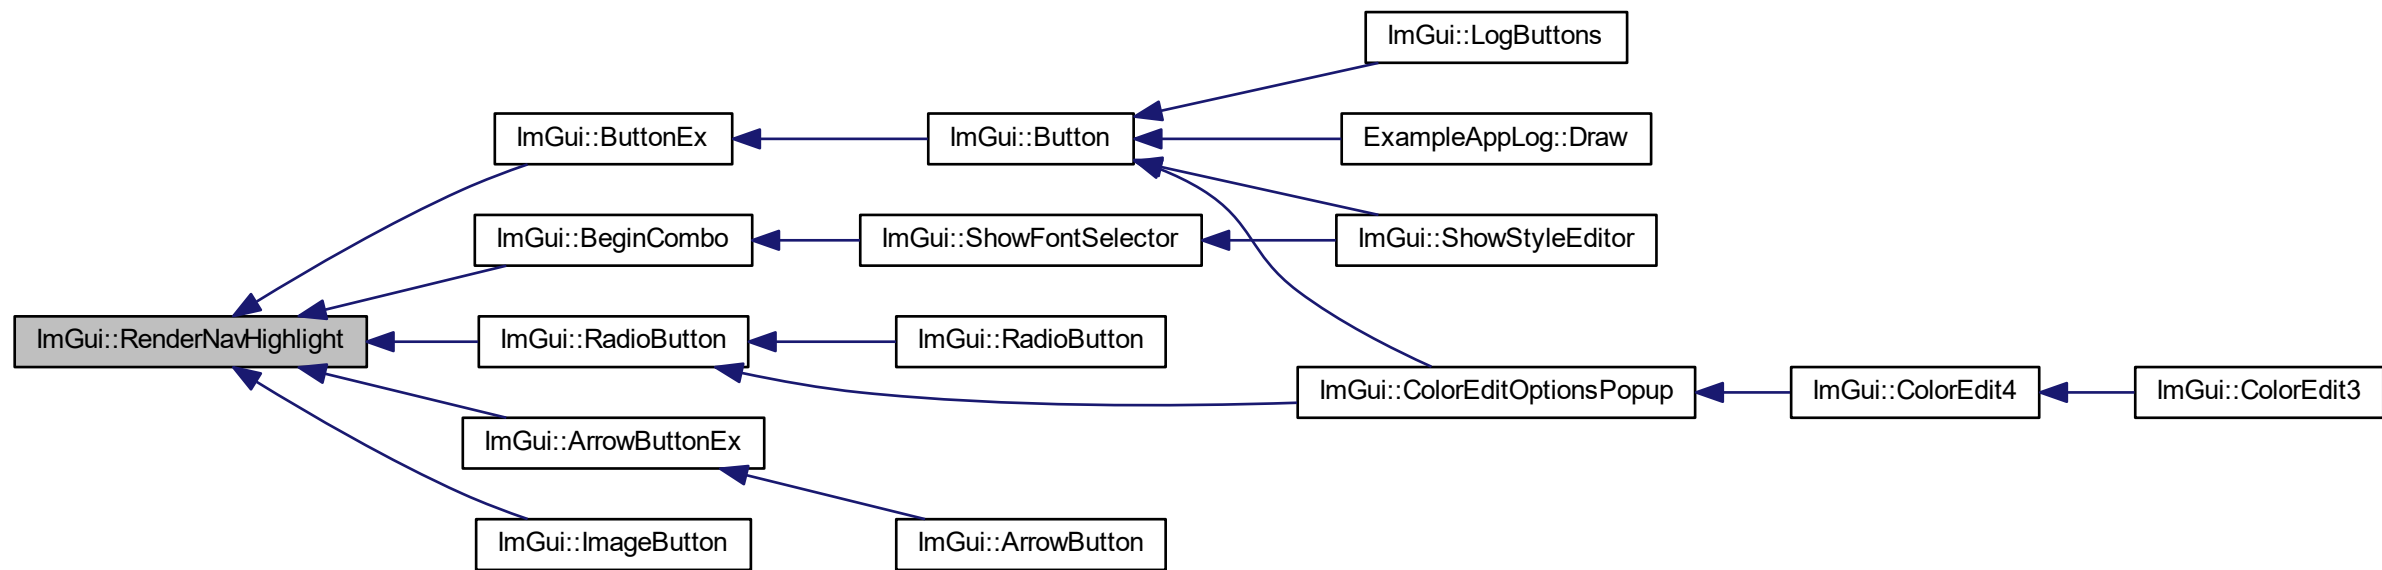 ImGui::LogButtons
ImGui::ButtonEx
ImGui::Button
ExampleAppLog::Draw
ImGui::BeginCombo
ImGui::ShowFontSelector
ImGui::ShowStyleEditor
ImGui::RenderNavHighlight
ImGui::RadioButton
ImGui::RadioButton
ImGui::ColorEditOptionsPopup
ImGui::ColorEdit4
ImGui::ColorEdit3
ImGui::ArrowButtonEx
ImGui::ImageButton
ImGui::ArrowButton